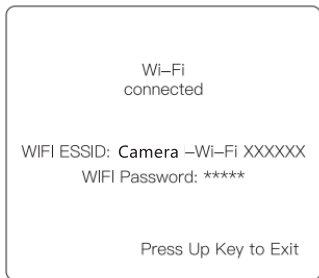 Wi–Fi
connected
WIFI ESSID: Camera –Wi–Fi XXXXXX
WIFI Password: *****
Press Up Key to Exit